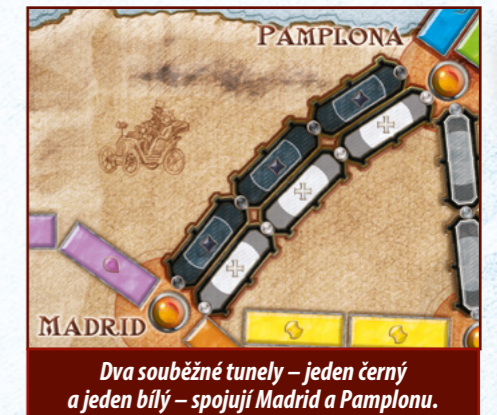 PAMPLONA
MADRID
Dva souběžné tunely – jeden černý
a jeden bílý – spojují Madrid a Pamplonu.